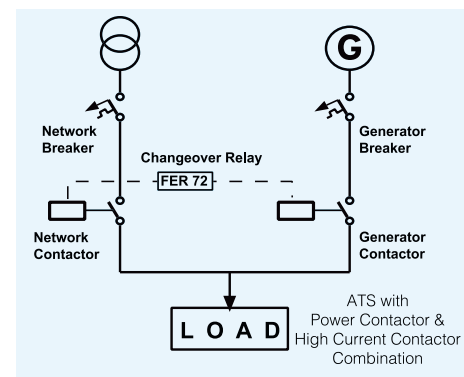 G
Network
Breaker
Generator
Breaker
Changeover Relay
FER 72
Network
Contactor
Generator
Contactor
LOAD
ATS with
Power Contactor &
High Current Contactor
Combination